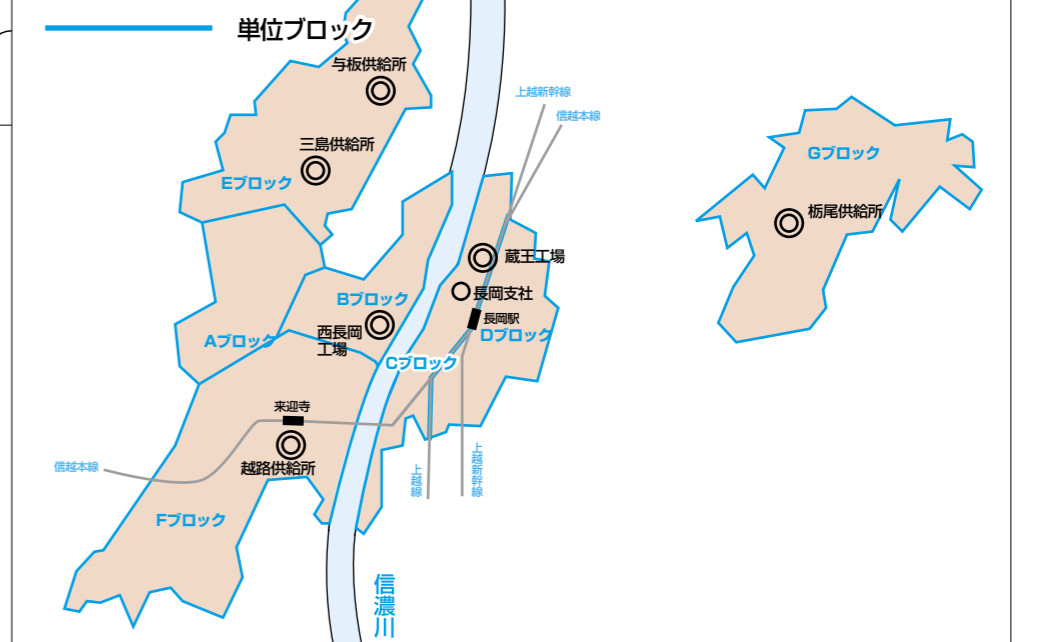 単位ブロック
与板供給所
上越新幹線
信越本線
三島供給所
Eブロック
Gブロック
栃尾供給所
蔵王工場
長岡支社
Bブロック
長岡駅
西長岡
工場
Dブロック
Aブロック
Cブロック
来迎寺
越路供給所
信越本線
上越線
上越新幹線
Fブロック
信濃川